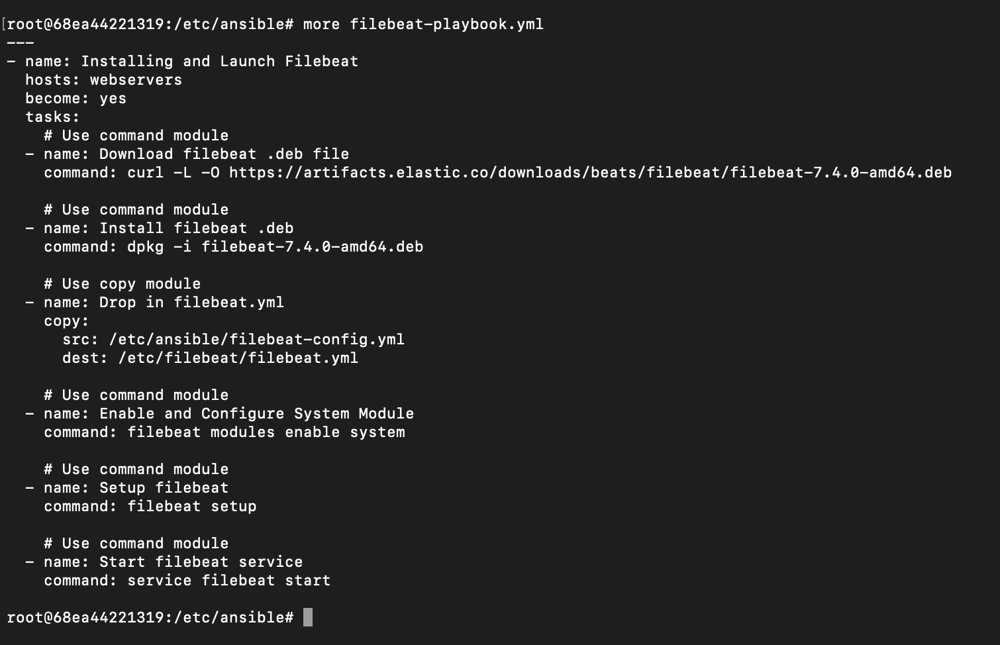 [root@68ea44221319:/etc/ansible# more filebeat-playbook.yml
---
- name: Installing and Launch Filebeat
  hosts: webservers
  become: yes
  tasks:
    # Use command module
  - name: Download filebeat .deb file
    command: curl -L -O https://artifacts.elastic.co/downloads/beats/filebeat/filebeat-7.4.0-amd64.deb

    # Use command module
  - name: Install filebeat .deb
    command: dpkg -i filebeat-7.4.0-amd64.deb

    # Use copy module
  - name: Drop in filebeat.yml
    copy:
      src: /etc/ansible/filebeat-config.yml
      dest: /etc/filebeat/filebeat.yml

    # Use command module
  - name: Enable and Configure System Module
    command: filebeat modules enable system

    # Use command module
  - name: Setup filebeat
    command: filebeat setup

    # Use command module
  - name: Start filebeat service
    command: service filebeat start

root@68ea44221319:/etc/ansible#